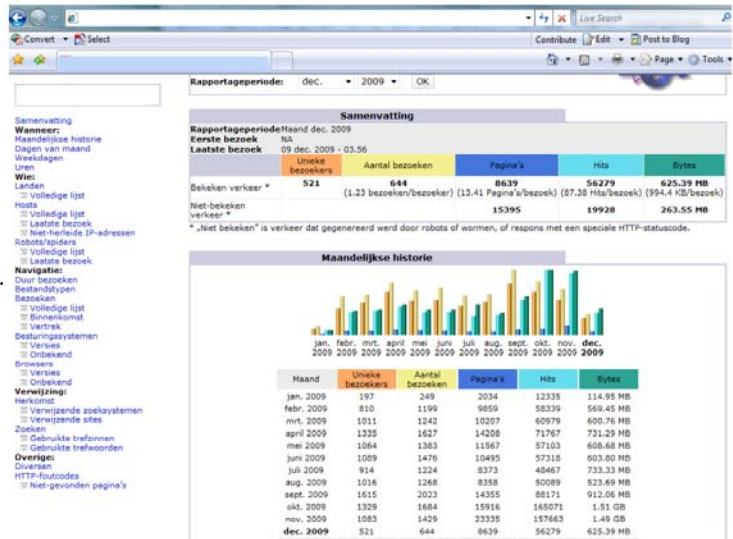 Live Search
Convert Select
Contribute Edit Post to Blog
Page Tools
Rapportageperiode: dec. 2009 OK
Samenvatting
Wanneer:
Maandelijkse historie
Dagen van maand
Weekdagen
Uren
Wie:
Landen
Volledige lijst
Hosts
Volledige lijst
Laatste bezoek
Niet-herleide IP-adressen
Robots/spiders
Volledige lijst
Laatste bezoek
Navigatie:
Duur bezoeken
Bestandstypen
Bezoeken
Volledige lijst
Binnenkomst
Vertrek
Besturingssystemen
Versies
Onbekend
Browsers
Versies
Onbekend
Verwijzing:
Herkomst
Verwijzende zoeksystemen
Verwijzende sites
Zoeken
Gebruikte trefzinnen
Gebruikte trefwoorden
Overige:
Diversen
HTTP-foutcodes
Niet-gevonden pagina's
Samenvatting
Rapportageperiode Maand dec. 2009
Eerste bezoek NA
Laatste bezoek 09 dec. 2009 - 03.56
Unieke bezoekers Aantal bezoeken Pagina's Hits Bytes
Bekeken verkeer * 521 644 8639 56279 625.39 MB
(1.23 bezoeken/bezoeker) (13.41 Pagina's/bezoek) (87.38 Hits/bezoek) (994.4 KB/bezoek)
Niet-bekeken verkeer * 15395 19928 263.55 MB
* „Niet bekeken" is verkeer dat gegenereerd werd door robots of wormen, of respons met een speciale HTTP-statuscode.
Maandelijkse historie
jan. febr. mrt. april mei juni juli aug. sept. okt. nov. dec.
2009 2009 2009 2009 2009 2009 2009 2009 2009 2009 2009 2009
Maand Unieke bezoekers Aantal bezoeken Pagina's Hits Bytes
jan. 2009 197 249 2034 12335 114.95 MB
febr. 2009 810 1199 9859 58339 569.45 MB
mrt. 2009 1011 1242 10207 60979 600.76 MB
april 2009 1335 1627 14208 71767 731.29 MB
mei 2009 1064 1383 11567 57103 608.68 MB
juni 2009 1089 1476 10495 57318 603.80 MB
juli 2009 914 1224 8373 48467 733.33 MB
aug. 2009 1016 1268 8358 50089 523.69 MB
sept. 2009 1615 2023 14355 88171 912.06 MB
okt. 2009 1329 1684 15916 165071 1.51 GB
nov. 2009 1083 1429 23335 157663 1.49 GB
dec. 2009 521 644 8639 56279 625.39 MB